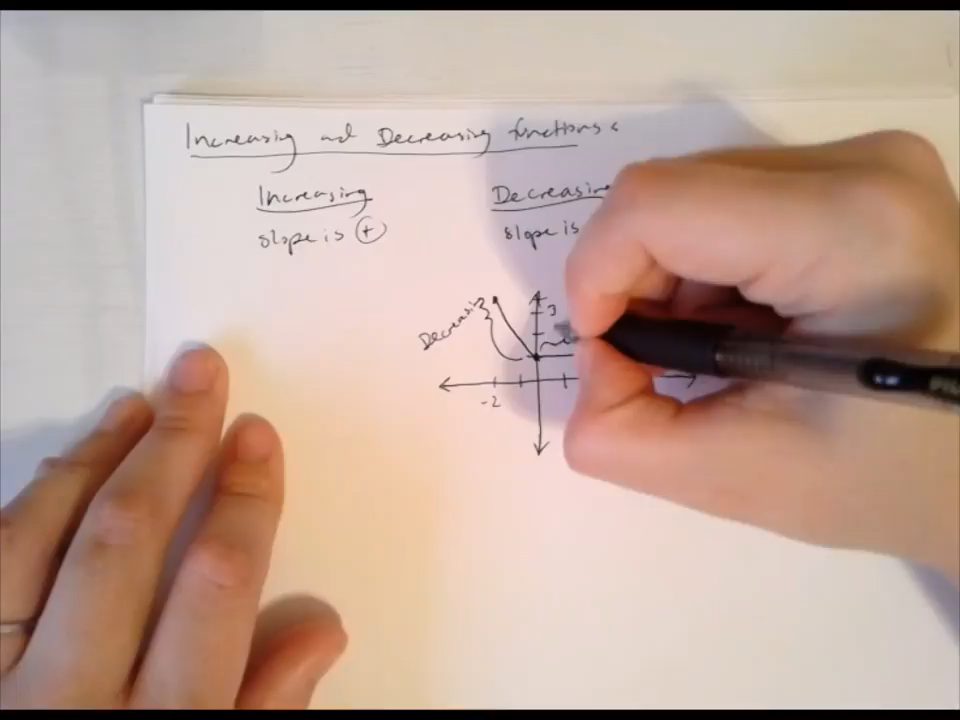 Increasing and Decreasing functions
Increasing Decreasing
slope is + slope is
Decreasing
3
-2